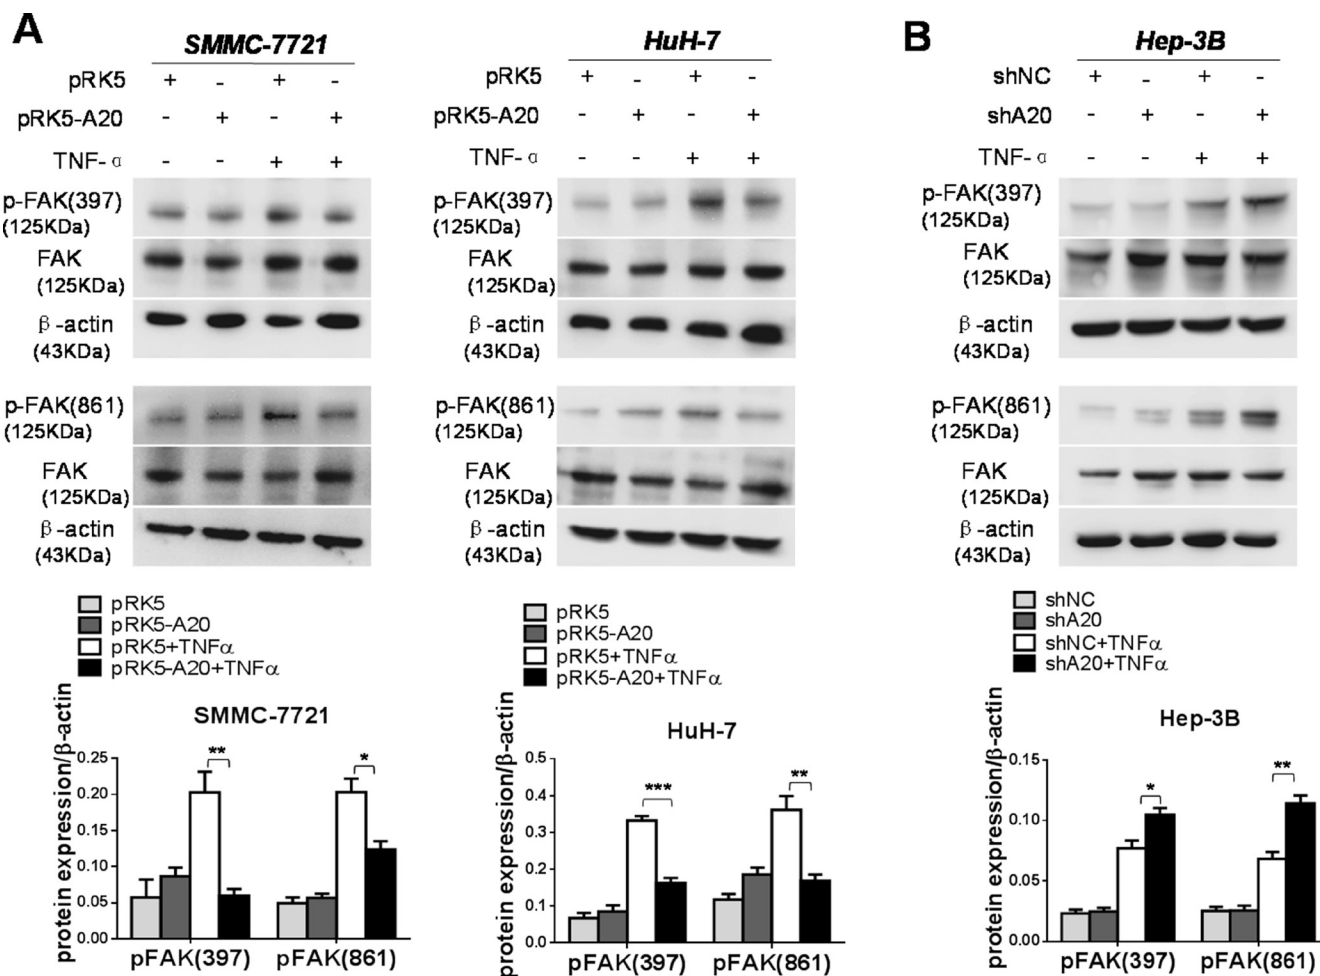 A
SMMC-7721
pRK5 + - + -
pRK5-A20 - + - +
TNF-α - - + +
p-FAK(397)
(125KDa)
FAK
(125KDa)
β-actin
(43KDa)
p-FAK(861)
(125KDa)
FAK
(125KDa)
β-actin
(43KDa)
pRK5
pRK5-A20
pRK5+TNFα
pRK5-A20+TNFα
SMMC-7721
protein expression/β-actin
0.25
0.20
0.15
0.10
0.05
0.00
**
*
pFAK(397) pFAK(861)
HuH-7
pRK5 + - + -
pRK5-A20 - + - +
TNF-α - - + +
p-FAK(397)
(125KDa)
FAK
(125KDa)
β-actin
(43KDa)
p-FAK(861)
(125KDa)
FAK
(125KDa)
β-actin
(43KDa)
pRK5
pRK5-A20
pRK5+TNFα
pRK5-A20+TNFα
HuH-7
protein expression/β-actin
0.5
0.4
0.3
0.2
0.1
0.0
***
**
pFAK(397) pFAK(861)
B
Hep-3B
shNC + - + -
shA20 - + - +
TNF-α - - + +
p-FAK(397)
(125KDa)
FAK
(125KDa)
β-actin
(43KDa)
p-FAK(861)
(125KDa)
FAK
(125KDa)
β-actin
(43KDa)
shNC
shA20
shNC+TNFα
shA20+TNFα
Hep-3B
protein expression/β-actin
0.15
0.10
0.05
0.00
*
**
pFAK(397) pFAK(861)